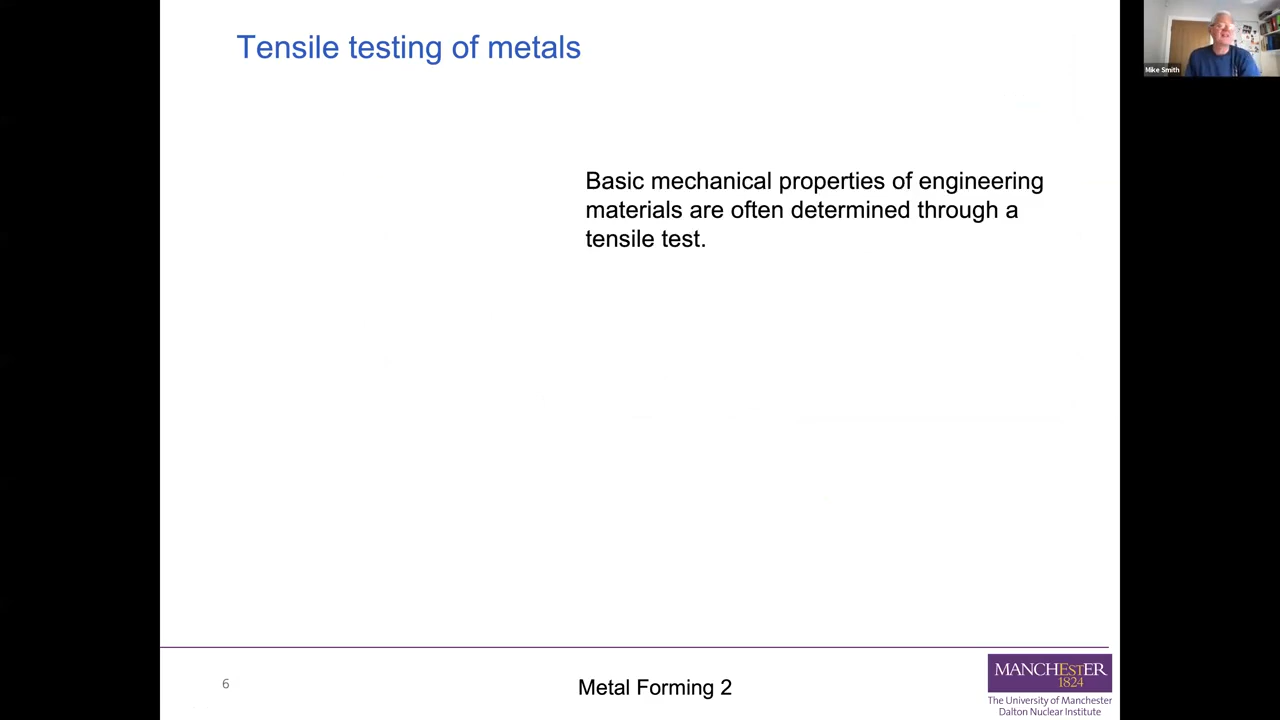 Tensile testing of metals
Mike Smith
Basic mechanical properties of engineering
materials are often determined through a
tensile test.
6
Metal Forming 2
MANCHESTER
1824
The University of Manchester
Dalton Nuclear Institute